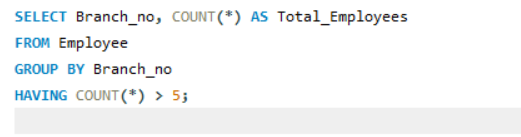 SELECT Branch_no, COUNT(*) AS Total_Employees
FROM Employee
GROUP BY Branch_no
HAVING COUNT(*) > 5;